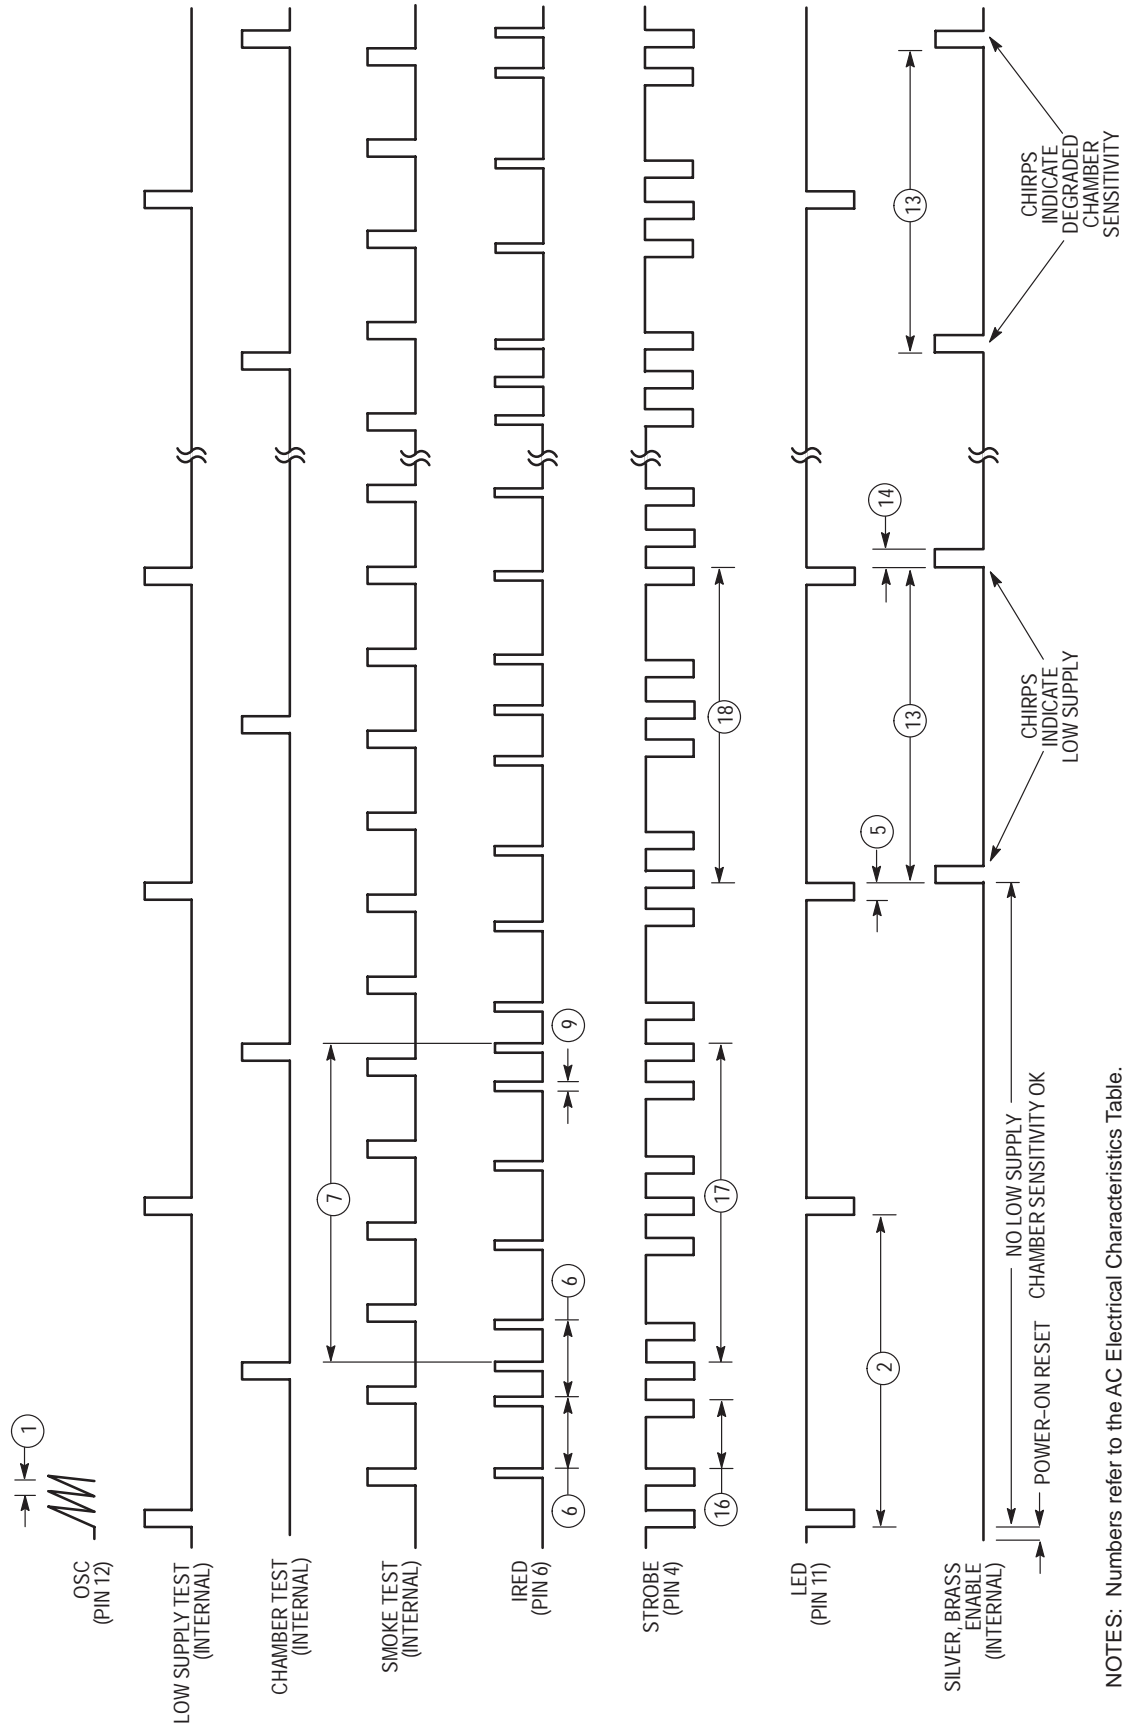 OSC
(PIN 12)
1
LOW SUPPLY TEST
(INTERNAL)
CHAMBER TEST
(INTERNAL)
7
SMOKE TEST
(INTERNAL)
IRED
(PIN 6)
6
6
9
STROBE
(PIN 4)
16
17
18
LED
(PIN 11)
2
5
13
14
13
SILVER, BRASS
ENABLE
(INTERNAL)
POWER–ON RESET
NO LOW SUPPLY
CHAMBER SENSITIVITY OK
CHIRPS
INDICATE
LOW SUPPLY
CHIRPS
INDICATE
DEGRADED
CHAMBER
SENSITIVITY
NOTES: Numbers refer to the AC Electrical Characteristics Table.